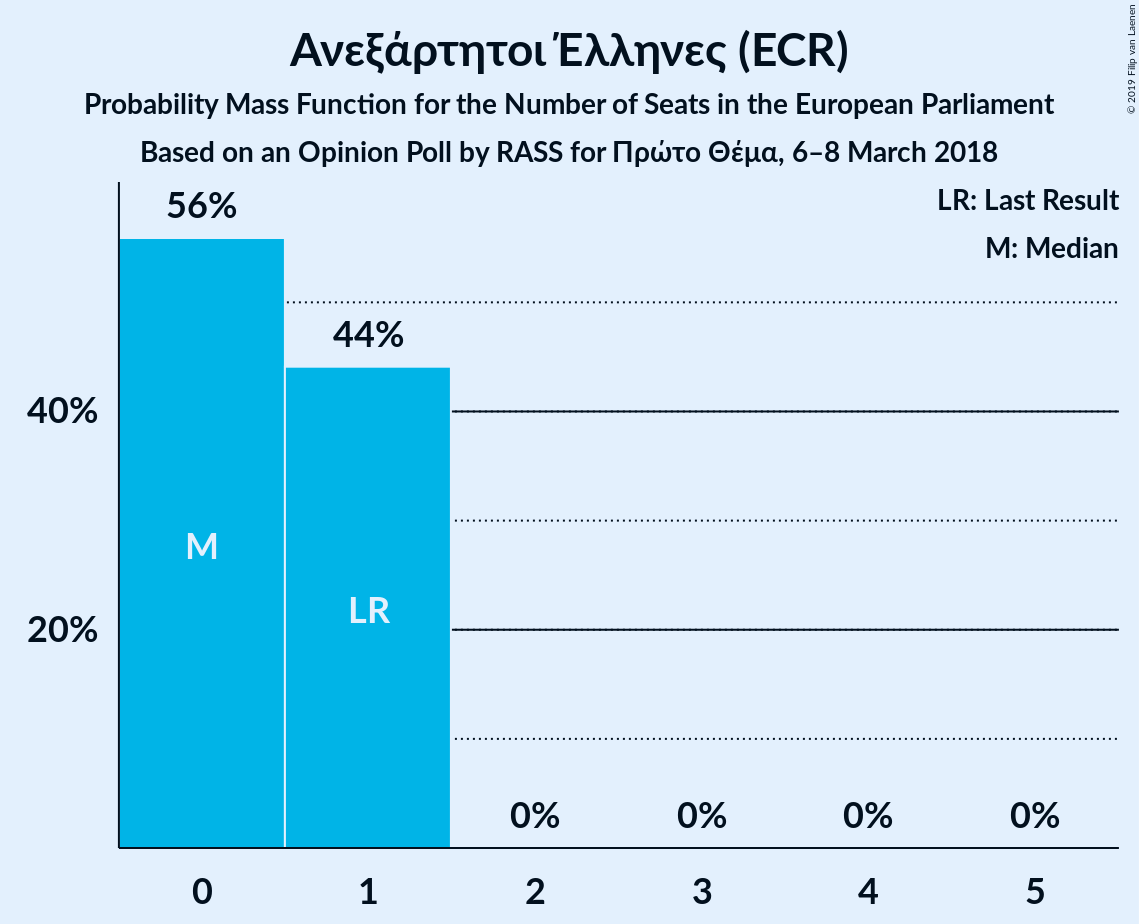 Ανεξάρτητοι Έλληνες (ECR)
Probability Mass Function for the Number of Seats in the European Parliament
Based on an Opinion Poll by RASS for Πρώτο Θέμα, 6–8 March 2018
© 2019 Filip van Laenen
LR: Last Result
M: Median
56%
44%
40%
M
LR
20%
0% 0% 0% 0%
0 1 2 3 4 5